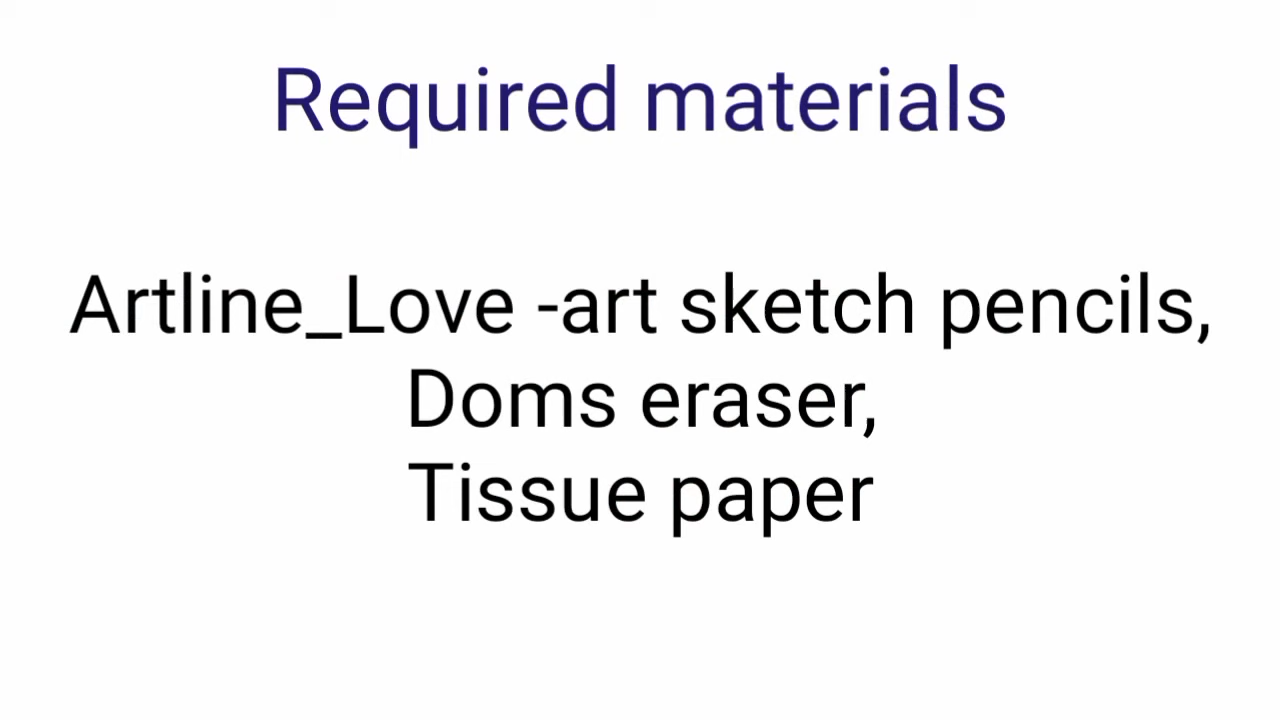 Required materials
Artline_Love -art sketch pencils,
Doms eraser,
Tissue paper